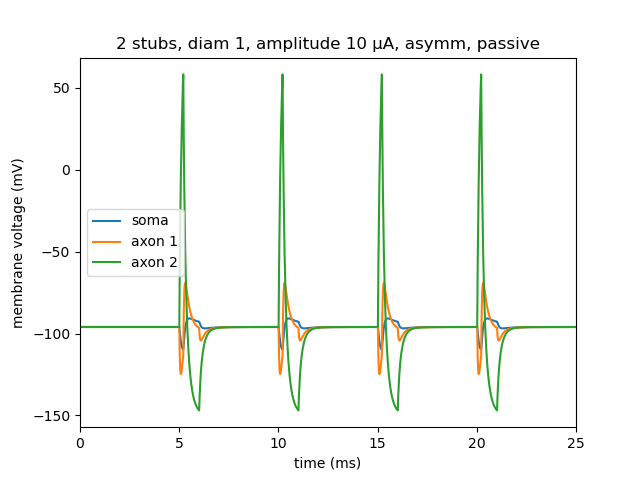 2 stubs, diam 1, amplitude 10 μA, asymm, passive
membrane voltage (mV)
50
0
−50
−100
−150
soma
axon 1
axon 2
0 5 10 15 20 25
time (ms)